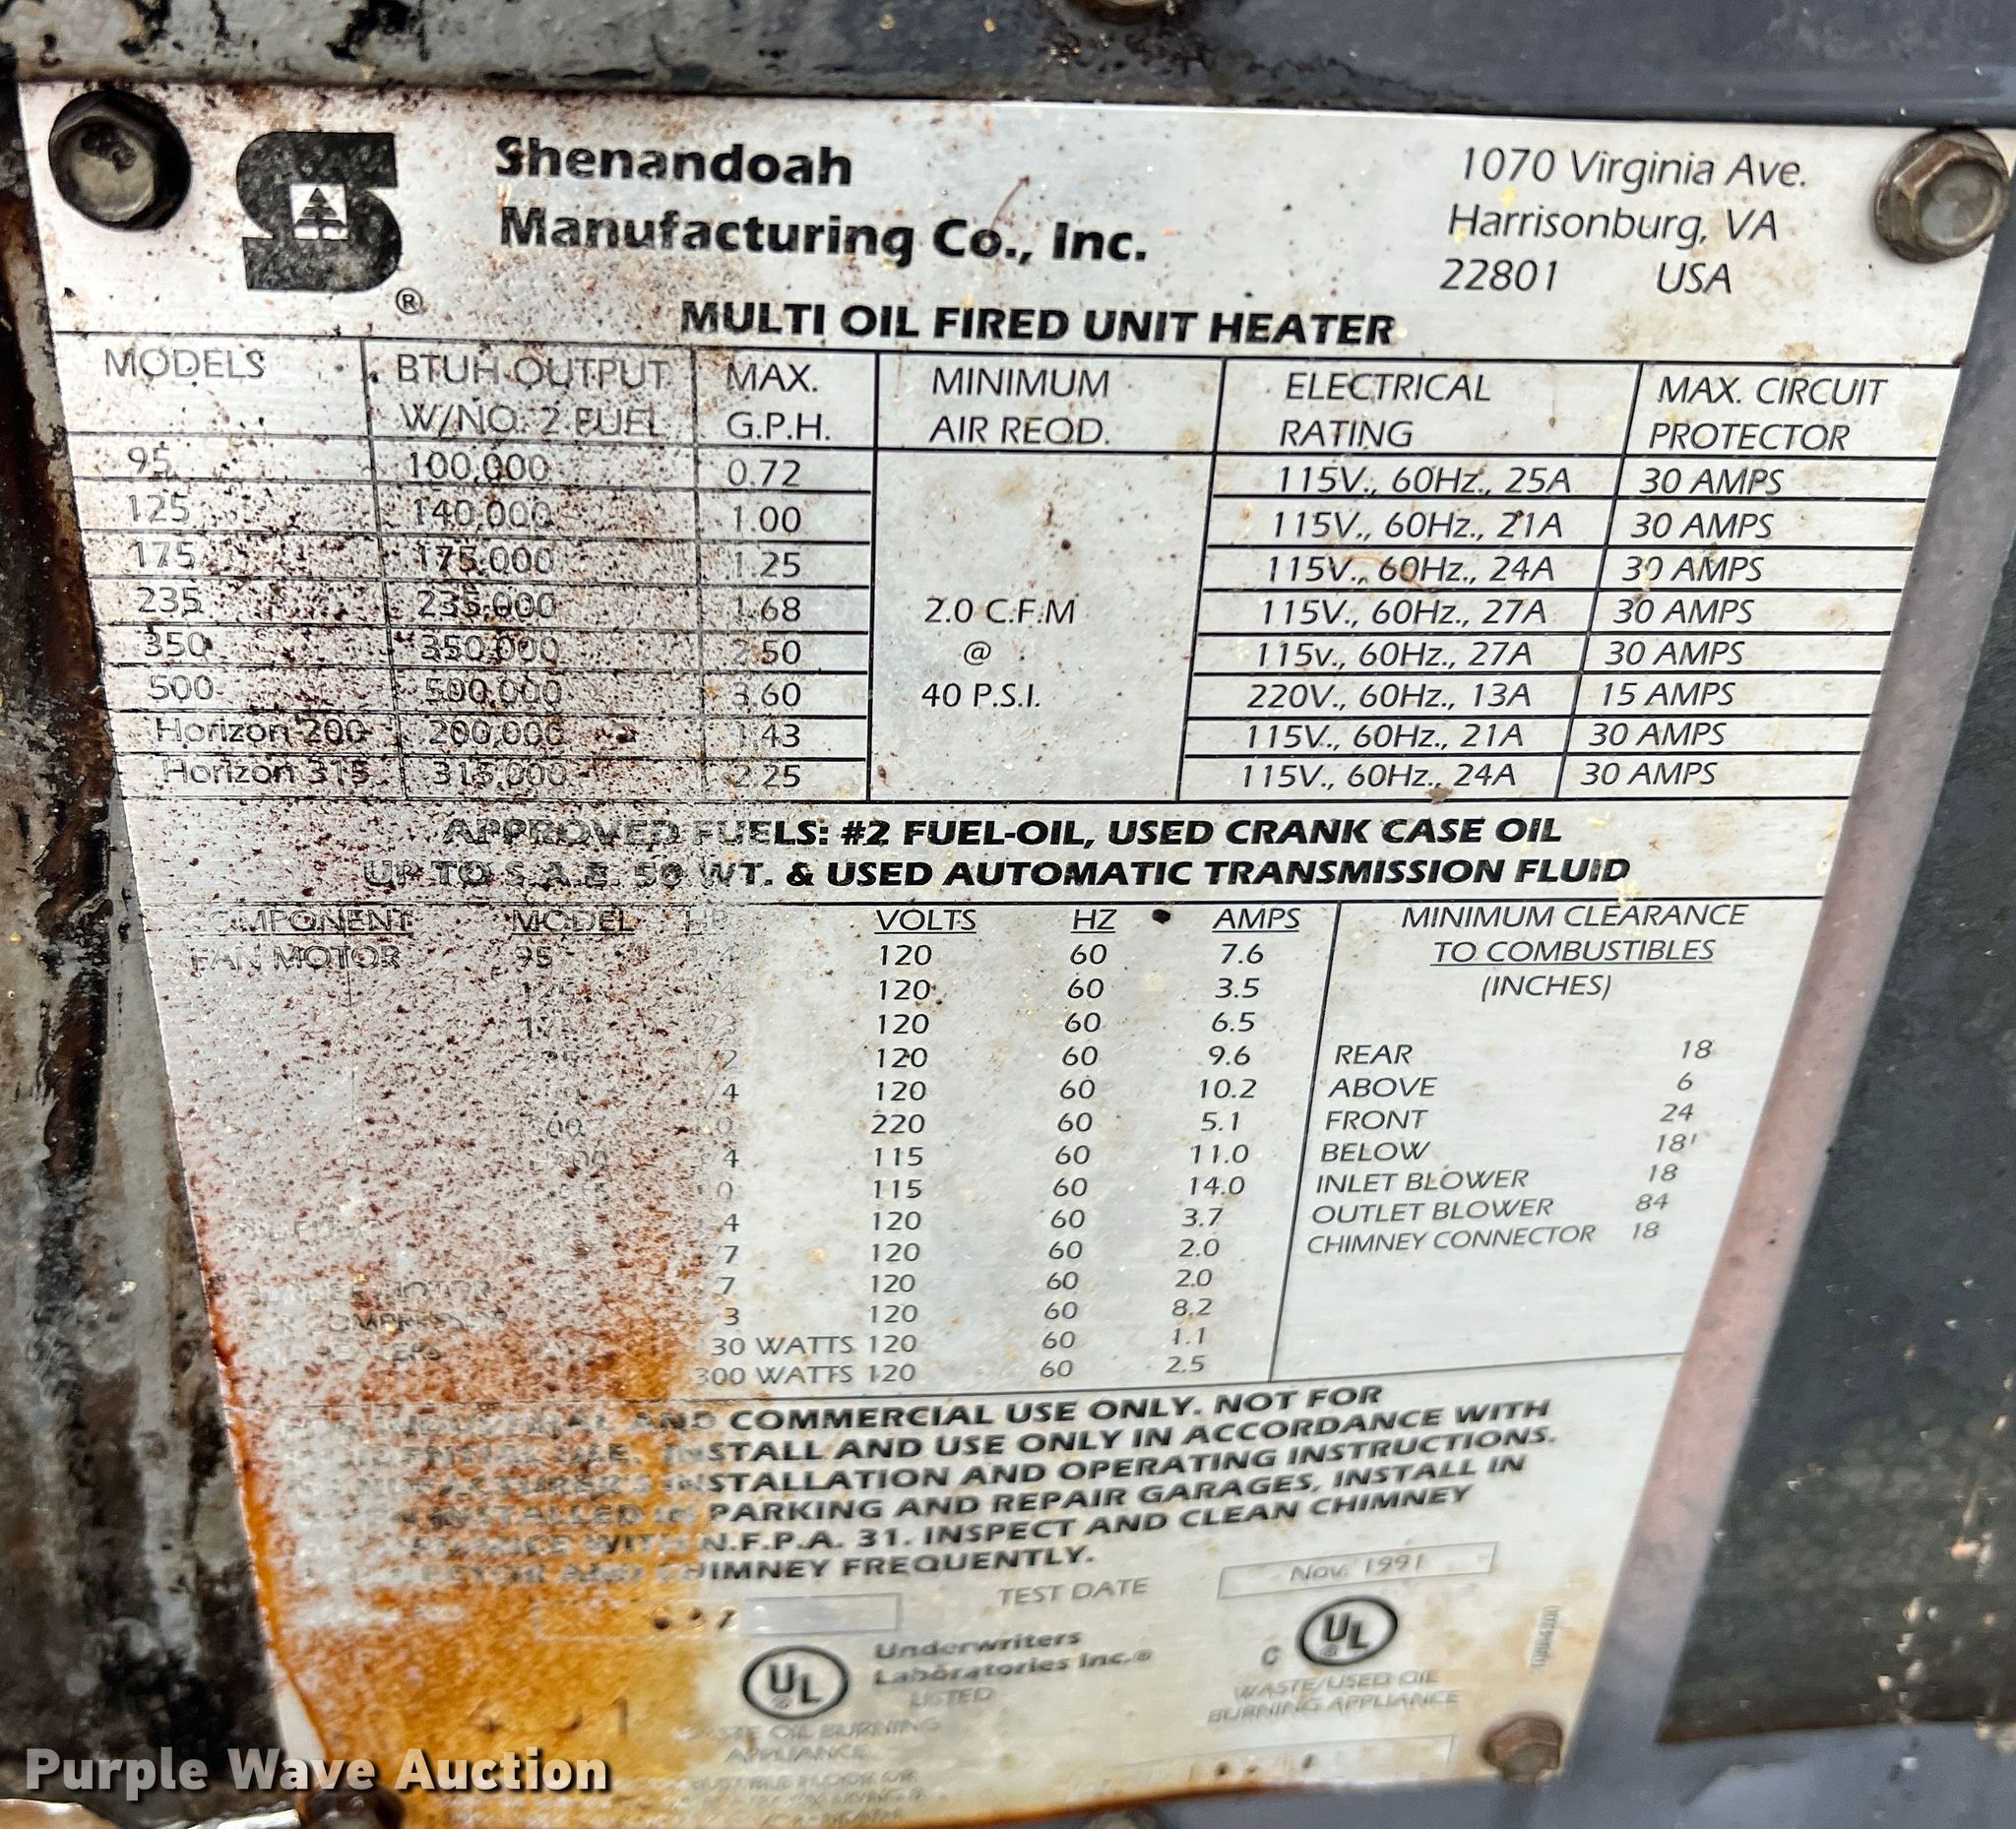 Shenandoah
Manufacturing Co., Inc.
1070 Virginia Ave.
Harrisonburg, VA
22801 USA
®
MULTI OIL FIRED UNIT HEATER
MODELS BTUH OUTPUT W/NO. 2 FUEL MAX. G.P.H. MINIMUM AIR REQD. ELECTRICAL RATING MAX. CIRCUIT PROTECTOR
95 100,000 0.72 115V., 60Hz., 25A 30 AMPS
125 140,000 1.00 115V., 60Hz., 21A 30 AMPS
175 175,000 1.25 115V., 60Hz., 24A 30 AMPS
235 235,000 1.68 2.0 C.F.M 115V., 60Hz., 27A 30 AMPS
350 350,000 2.50 @ 115v., 60Hz., 27A 30 AMPS
500 500,000 3.60 40 P.S.I. 220V., 60Hz., 13A 15 AMPS
Horizon 200 200,000 1.43 115V., 60Hz., 21A 30 AMPS
Horizon 315 315,000 2.25 115V., 60Hz., 24A 30 AMPS
APPROVED FUELS: #2 FUEL-OIL, USED CRANK CASE OIL
UP TO S.A.E. 50 WT. & USED AUTOMATIC TRANSMISSION FLUID
COMPONENT MODEL HP VOLTS HZ AMPS
FAN MOTOR 95 120 60 7.6
120 60 3.5
120 60 6.5
120 60 9.6
120 60 10.2
220 60 5.1
115 60 11.0
115 60 14.0
120 60 3.7
120 60 2.0
BURNER MOTOR 120 60 2.0
AIR COMPRESSOR 120 60 8.2
30 WATTS 120 60 1.1
300 WATTS 120 60 2.5
MINIMUM CLEARANCE
TO COMBUSTIBLES
(INCHES)
REAR 18
ABOVE 6
FRONT 24
BELOW 18
INLET BLOWER 18
OUTLET BLOWER 84
CHIMNEY CONNECTOR 18
INDUSTRIAL AND COMMERCIAL USE ONLY. NOT FOR
USE. INSTALL AND USE ONLY IN ACCORDANCE WITH
INSTALLATION AND OPERATING INSTRUCTIONS.
INSTALLED IN PARKING AND REPAIR GARAGES, INSTALL IN
WITH N.F.P.A. 31. INSPECT AND CLEAN CHIMNEY
AND CHIMNEY FREQUENTLY.
TEST DATE Nov. 1991
UL
®
Underwriters
Laboratories Inc.®
LISTED
WASTE OIL BURNING
APPLIANCE
C UL
®
WASTE/USED OIL
BURNING APPLIANCE
Purple Wave Auction